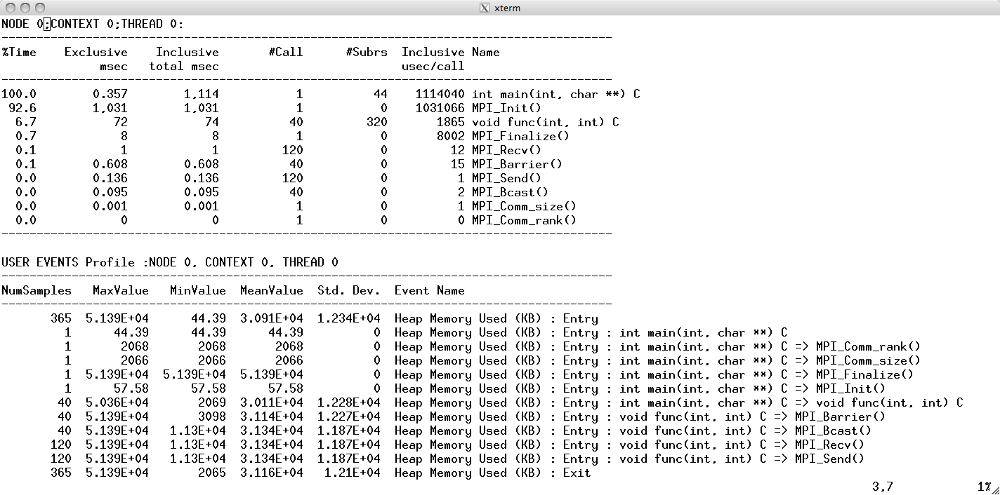 X xterm
NODE 0;CONTEXT 0;THREAD 0:
---------------------------------------------------------------------------------------
%Time    Exclusive    Inclusive       #Call      #Subrs  Inclusive Name
              msec   total msec                          usec/call
---------------------------------------------------------------------------------------
100.0        0.357        1,114           1          44    1114040 int main(int, char **) C
 92.6        1,031        1,031           1           0    1031066 MPI_Init()
  6.7           72           74          40         320       1865 void func(int, int) C
  0.7            8            8           1           0       8002 MPI_Finalize()
  0.1            1            1         120           0         12 MPI_Recv()
  0.1        0.608        0.608          40           0         15 MPI_Barrier()
  0.0        0.136        0.136         120           0          1 MPI_Send()
  0.0        0.095        0.095          40           0          2 MPI_Bcast()
  0.0        0.001        0.001           1           0          1 MPI_Comm_size()
  0.0            0            0           1           0          0 MPI_Comm_rank()
---------------------------------------------------------------------------------------
USER EVENTS Profile :NODE 0, CONTEXT 0, THREAD 0
---------------------------------------------------------------------------------------
NumSamples   MaxValue   MinValue  MeanValue  Std. Dev.  Event Name
---------------------------------------------------------------------------------------
       365  5.139E+04      44.39  3.091E+04  1.234E+04  Heap Memory Used (KB) : Entry
         1      44.39      44.39      44.39          0  Heap Memory Used (KB) : Entry : int main(int, char **) C
         1       2068       2068       2068          0  Heap Memory Used (KB) : Entry : int main(int, char **) C => MPI_Comm_rank()
         1       2066       2066       2066          0  Heap Memory Used (KB) : Entry : int main(int, char **) C => MPI_Comm_size()
         1  5.139E+04  5.139E+04  5.139E+04          0  Heap Memory Used (KB) : Entry : int main(int, char **) C => MPI_Finalize()
         1      57.58      57.58      57.58          0  Heap Memory Used (KB) : Entry : int main(int, char **) C => MPI_Init()
        40  5.036E+04       2069  3.011E+04  1.228E+04  Heap Memory Used (KB) : Entry : int main(int, char **) C => void func(int, int) C
        40  5.139E+04       3098  3.114E+04  1.227E+04  Heap Memory Used (KB) : Entry : void func(int, int) C => MPI_Barrier()
        40  5.139E+04   1.13E+04  3.134E+04  1.187E+04  Heap Memory Used (KB) : Entry : void func(int, int) C => MPI_Bcast()
       120  5.139E+04   1.13E+04  3.134E+04  1.187E+04  Heap Memory Used (KB) : Entry : void func(int, int) C => MPI_Recv()
       120  5.139E+04   1.13E+04  3.134E+04  1.187E+04  Heap Memory Used (KB) : Entry : void func(int, int) C => MPI_Send()
       365  5.139E+04       2065  3.116E+04   1.21E+04  Heap Memory Used (KB) : Exit
3,7            1%